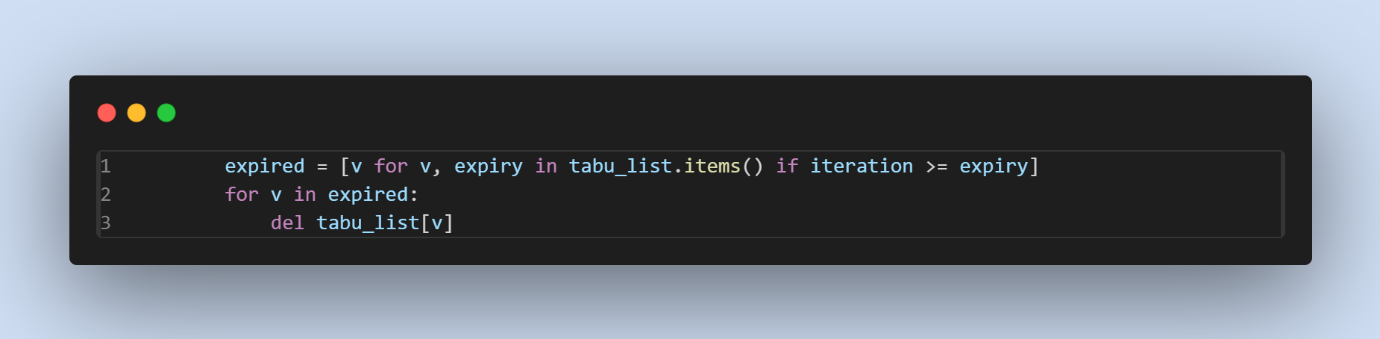 1 expired = [v for v, expiry in tabu_list.items() if iteration >= expiry]
2 for v in expired:
3 del tabu_list[v]